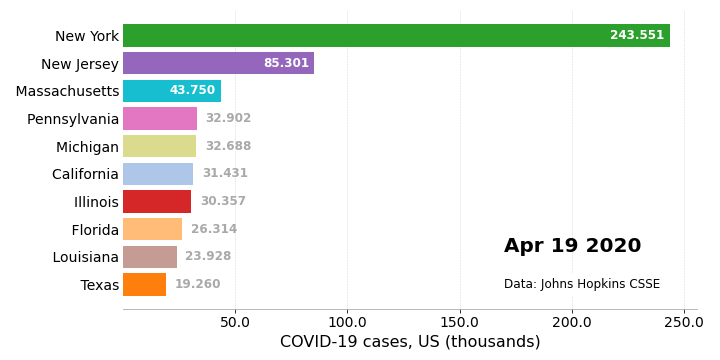 New York 243.551
New Jersey 85.301
Massachusetts 43.750
Pennsylvania 32.902
Michigan 32.688
California 31.431
Illinois 30.357
Florida 26.314
Louisiana 23.928
Texas 19.260
Apr 19 2020
Data: Johns Hopkins CSSE
50.0 100.0 150.0 200.0 250.0
COVID-19 cases, US (thousands)